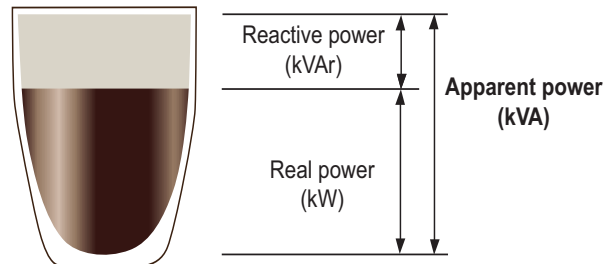 Reactive power
(kVAr)
Apparent power
(kVA)
Real power
(kW)